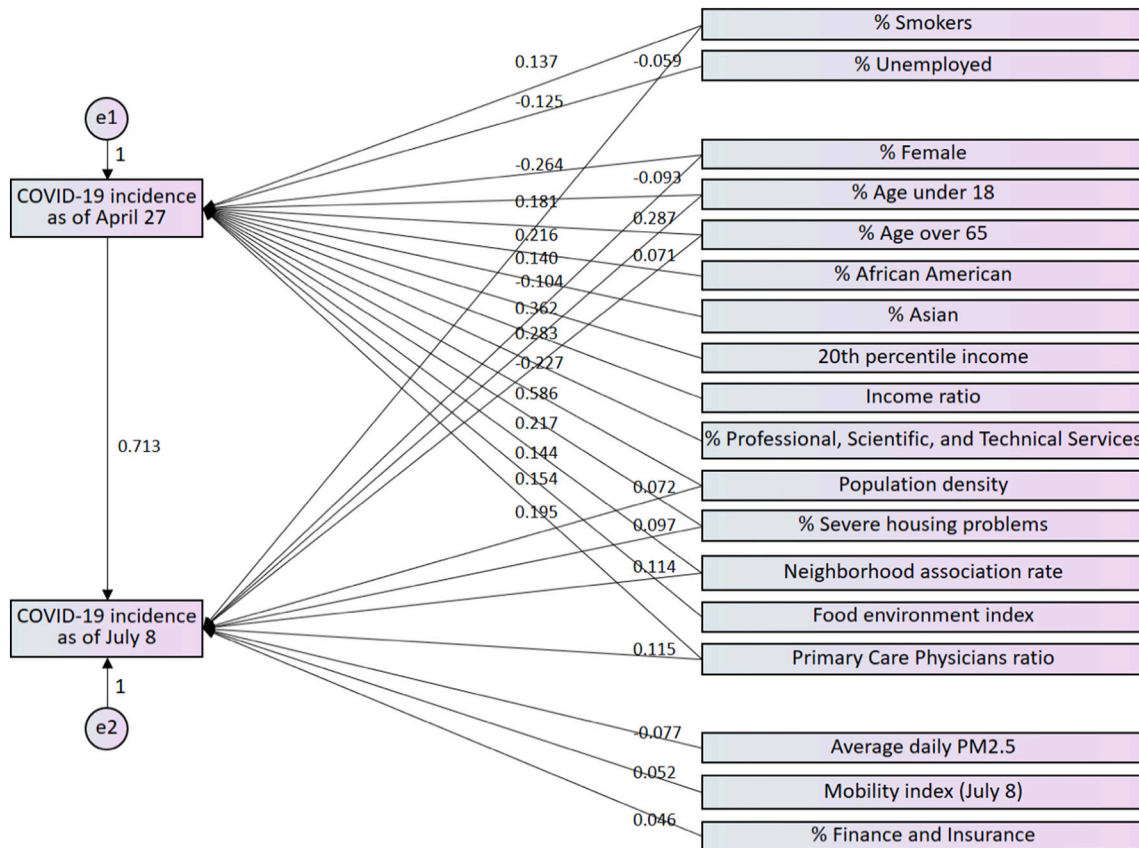 % Smokers
0.137
-0.059
% Unemployed
-0.125
e1
1
% Female
-0.264
-0.093
COVID-19 incidence
as of April 27
% Age under 18
0.181
0.287
% Age over 65
0.216
0.071
0.140
% African American
-0.104
0.362
% Asian
0.283
20th percentile income
-0.227
0.586
Income ratio
0.217
% Professional, Scientific, and Technical Services
0.713
0.144
0.154
0.072
Population density
0.195
0.097
% Severe housing problems
0.114
Neighborhood association rate
COVID-19 incidence
as of July 8
Food environment index
0.115
Primary Care Physicians ratio
1
e2
-0.077
Average daily PM2.5
0.052
Mobility index (July 8)
0.046
% Finance and Insurance